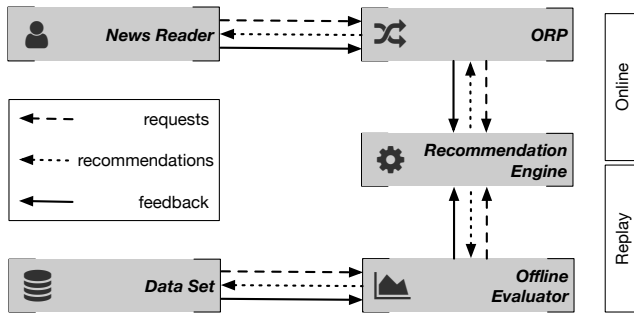 News Reader
ORP
Online
requests
recommendations
feedback
Recommendation
Engine
Replay
Data Set
Offline
Evaluator